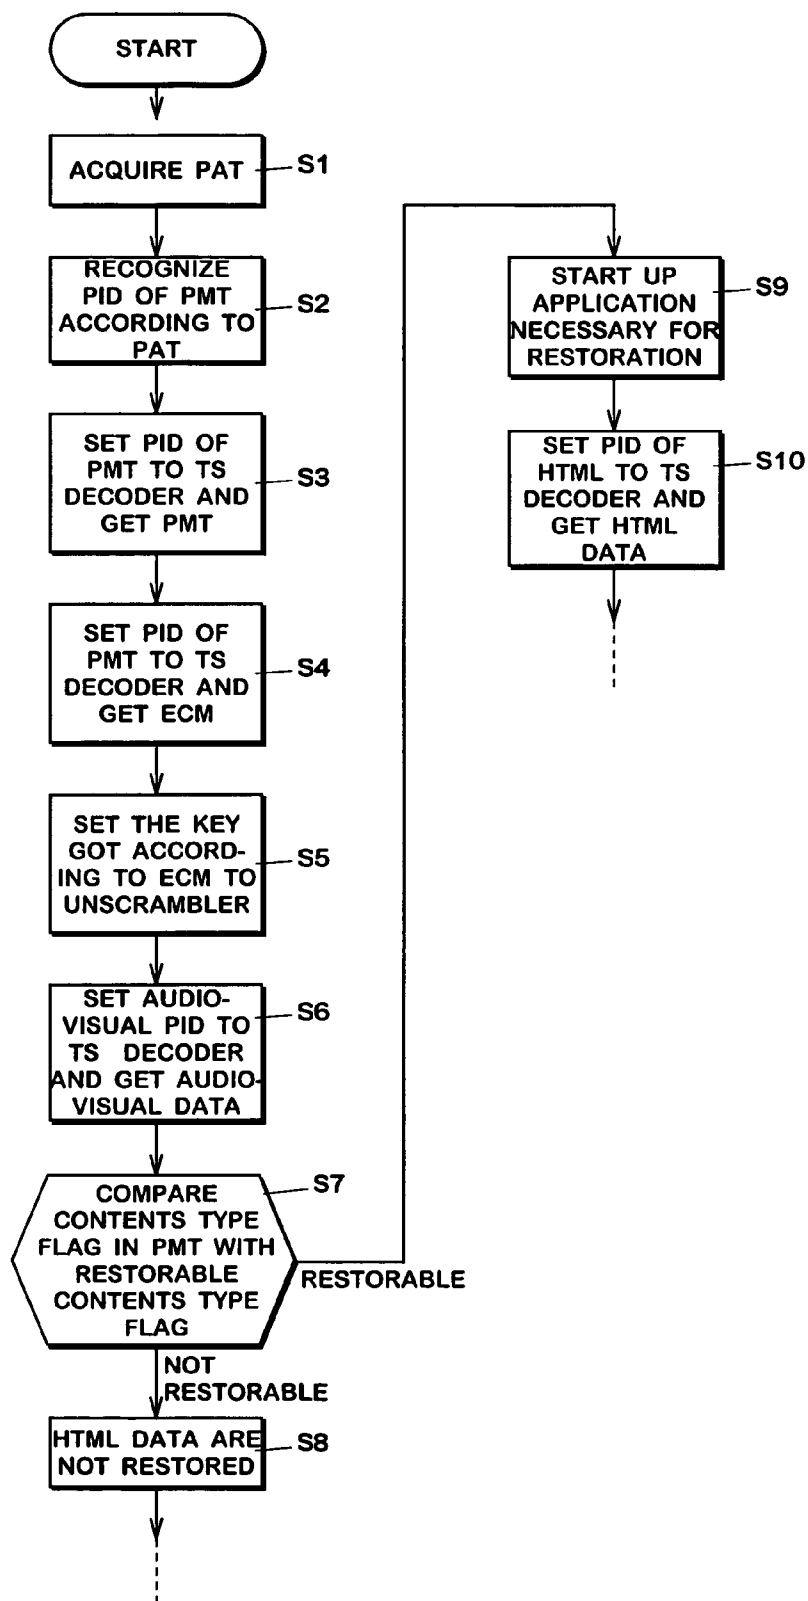 START
ACQUIRE PAT
S1
RECOGNIZE
PID OF PMT
ACCORDING TO
PAT
S2
SET PID OF
PMT TO TS
DECODER AND
GET PMT
S3
SET PID OF
PMT TO TS
DECODER AND
GET ECM
S4
SET THE KEY
GOT ACCORD-
ING TO ECM TO
UNSCRAMBLER
S5
SET AUDIO-
VISUAL PID TO
TS DECODER
AND GET AUDIO-
VISUAL DATA
S6
COMPARE
CONTENTS TYPE
FLAG IN PMT WITH
RESTORABLE
CONTENTS TYPE
FLAG
S7
RESTORABLE
NOT
RESTORABLE
HTML DATA ARE
NOT RESTORED
S8
START UP
APPLICATION
NECESSARY FOR
RESTORATION
S9
SET PID OF
HTML TO TS
DECODER AND
GET HTML
DATA
S10